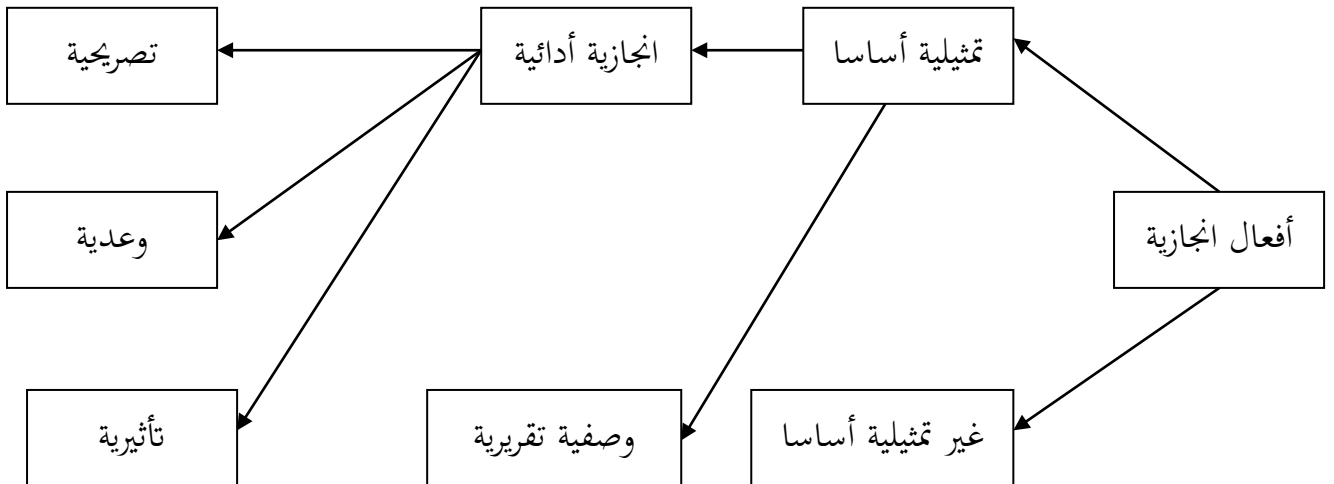 تمثيلية أساسا
انجازية أدائية
تصريحية
أفعال انجازية
وعدية
غير تمثيلية أساسا
وصفية تقريرية
تأثيرية